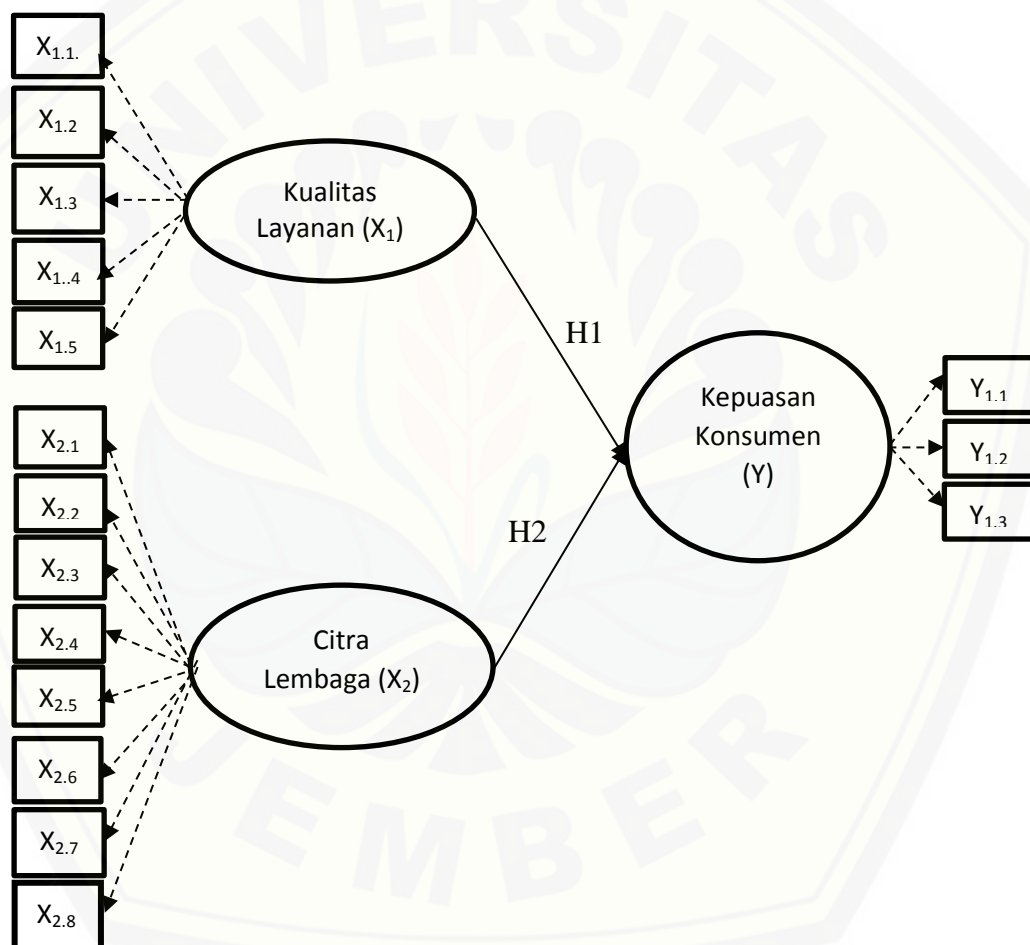 UNIVERSITAS
JEMBER
X1.1.
X1.2
X1.3
X1..4
X1.5
Kualitas
Layanan (X1)
H1
Kepuasan
Konsumen
(Y)
Y1.1
Y1.2
Y1.3
X2.1
X2.2
X2.3
X2.4
X2.5
X2.6
X2.7
X2.8
H2
Citra
Lembaga (X2)